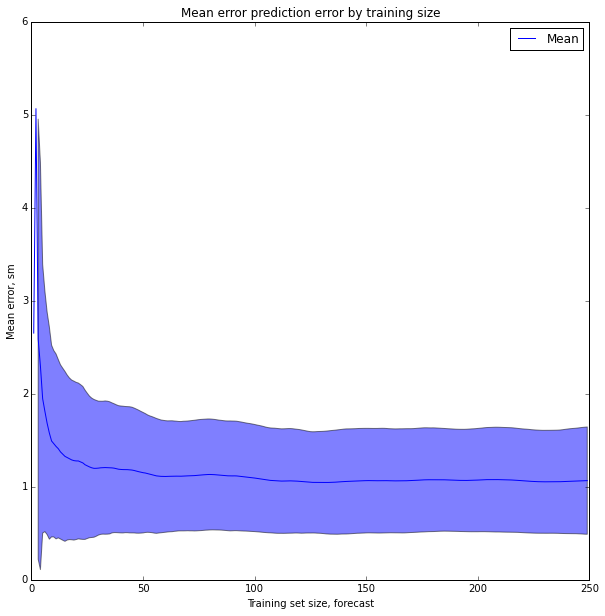 Mean error prediction error by training size
Mean
6
5
4
3
2
1
0
Mean error, sm
0 50 100 150 200 250
Training set size, forecast